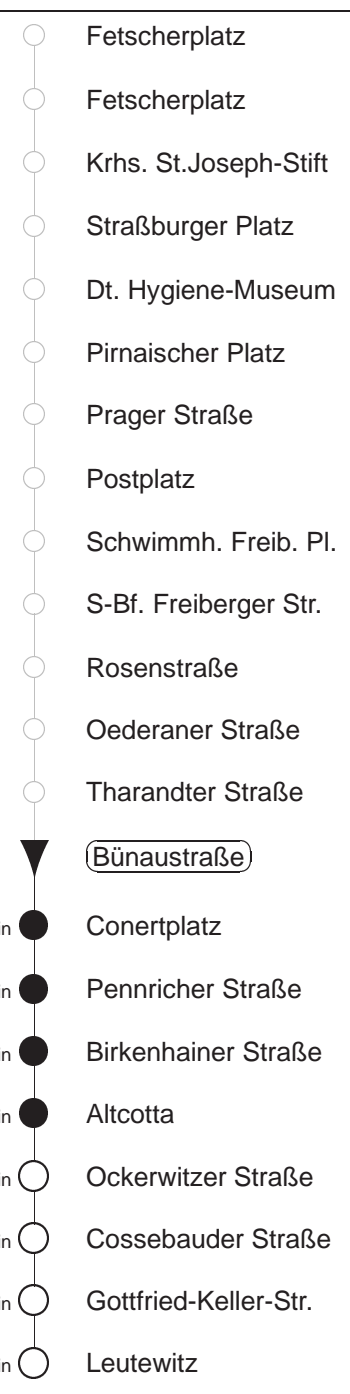 Fetscherplatz
Fetscherplatz
Krhs. St.Joseph-Stift
Straßburger Platz
Dt. Hygiene-Museum
Pirnaischer Platz
Prager Straße
Postplatz
Schwimmh. Freib. Pl.
S-Bf. Freiberger Str.
Rosenstraße
Oederaner Straße
Tharandter Straße
Bünaustraße
Conertplatz
Pennricher Straße
Birkenhainer Straße
Altcotta
Ockerwitzer Straße
Cossebauder Straße
Gottfried-Keller-Str.
Leutewitz